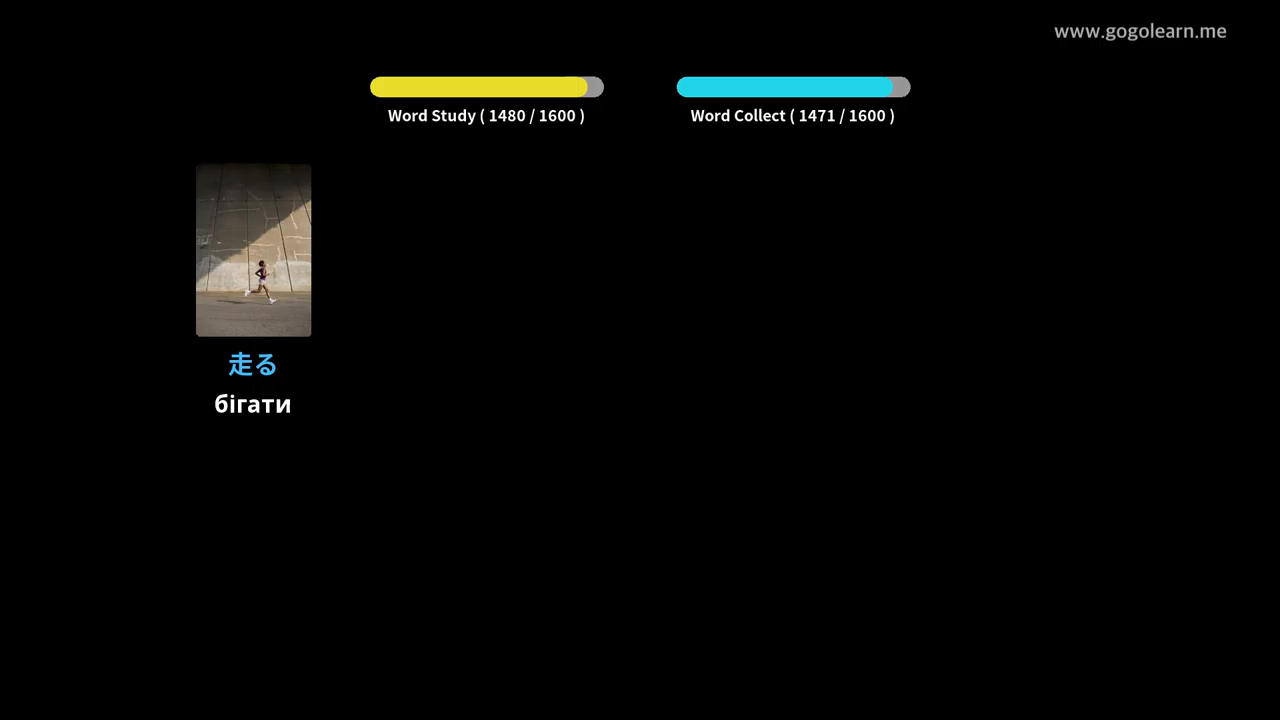 www.gogolearn.me
Word Study ( 1480 / 1600 )
Word Collect ( 1471 / 1600 )
走る
бігати